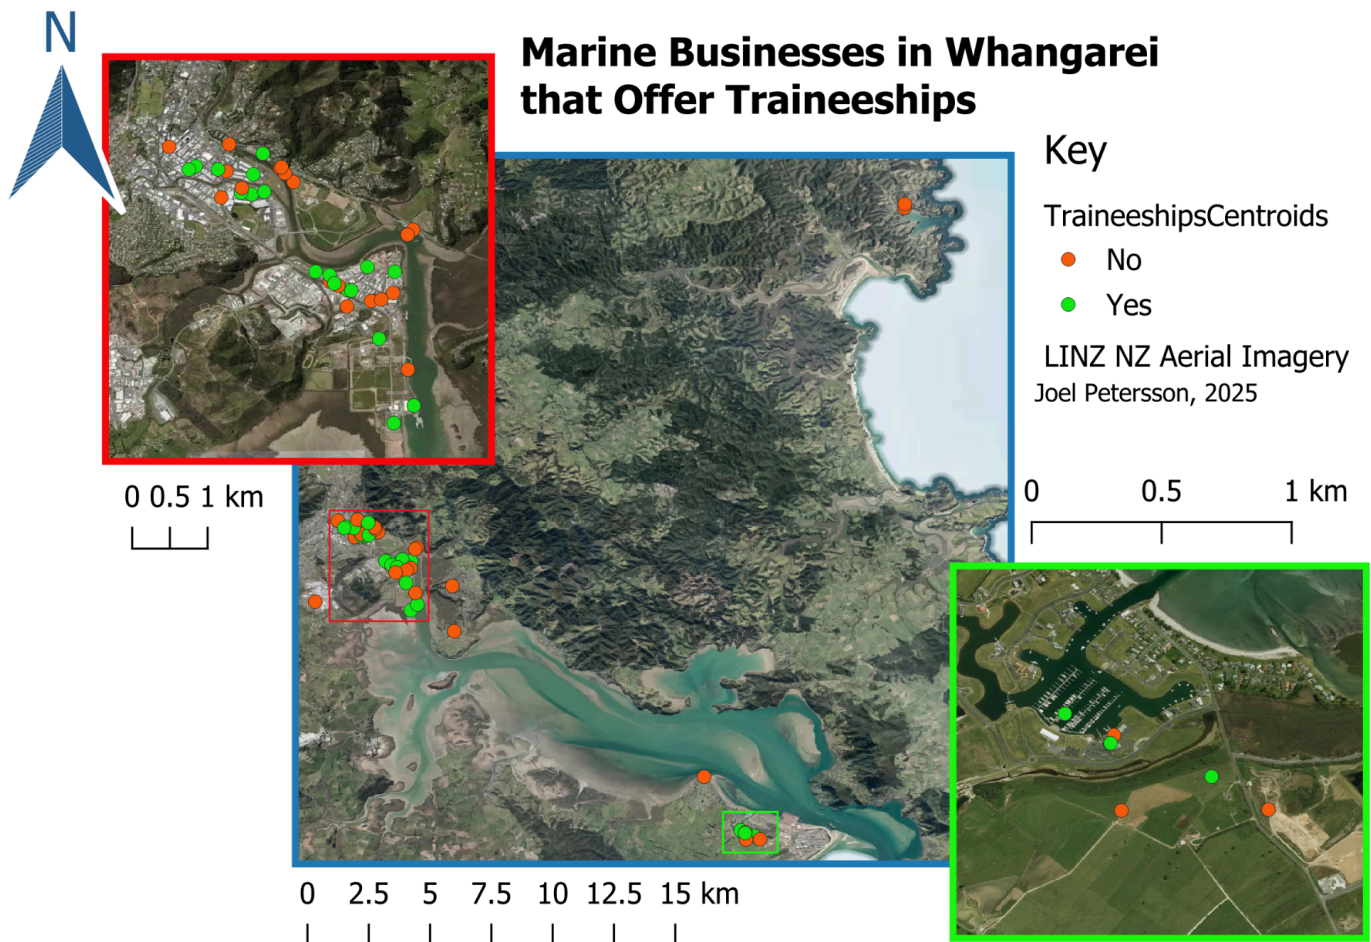 N
Marine Businesses in Whangarei
that Offer Traineeships
Key
TraineeshipsCentroids
No
Yes
LINZ NZ Aerial Imagery
Joel Petersson, 2025
0 0.5 1 km
0 0.5 1 km
0 2.5 5 7.5 10 12.5 15 km